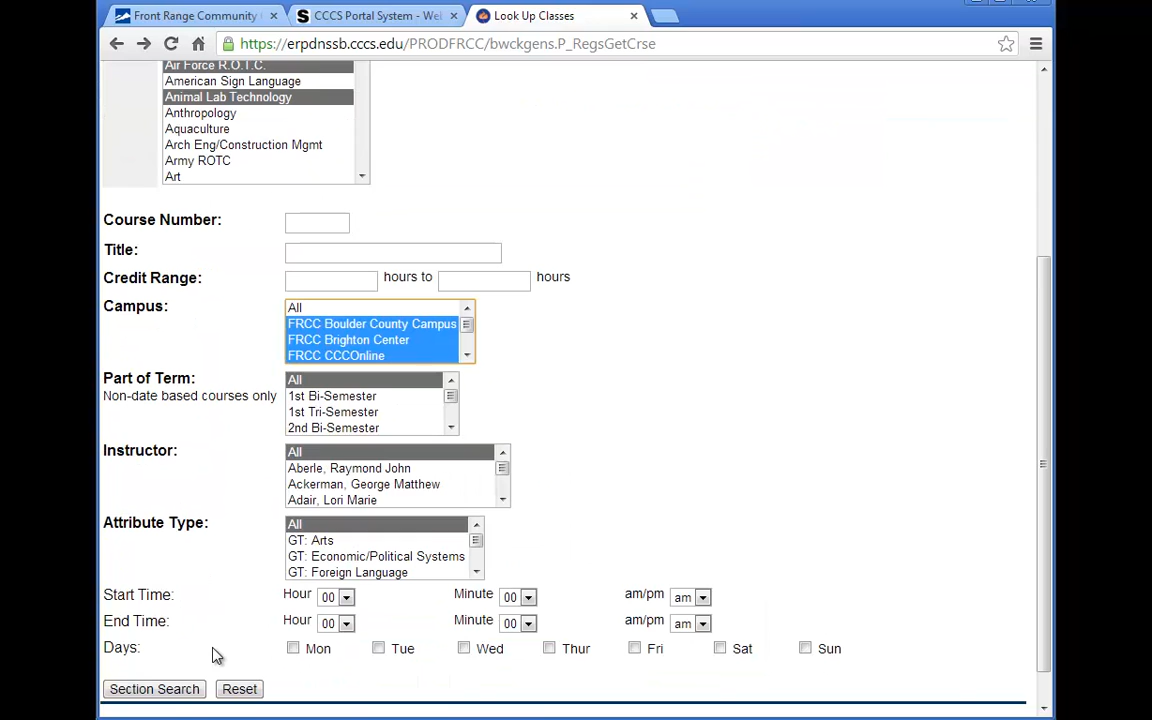 Front Range Community
CCCS Portal System - Wel
Look Up Classes
https://erpdnssb.cccs.edu/PRODFRCC/bwckgens.P_RegsGetCrse
Air Force R.O.T.C.
American Sign Language
Animal Lab Technology
Anthropology
Aquaculture
Arch Eng/Construction Mgmt
Army ROTC
Art
Course Number:
Title:
Credit Range: hours to hours
Campus: All
FRCC Boulder County Campus
FRCC Brighton Center
FRCC CCCOnline
Part of Term: All
Non-date based courses only 1st Bi-Semester
1st Tri-Semester
2nd Bi-Semester
Instructor: All
Aberle, Raymond John
Ackerman, George Matthew
Adair, Lori Marie
Attribute Type: All
GT: Arts
GT: Economic/Political Systems
GT: Foreign Language
Start Time: Hour 00 Minute 00 am/pm am
End Time: Hour 00 Minute 00 am/pm am
Days: Mon Tue Wed Thur Fri Sat Sun
Section Search Reset